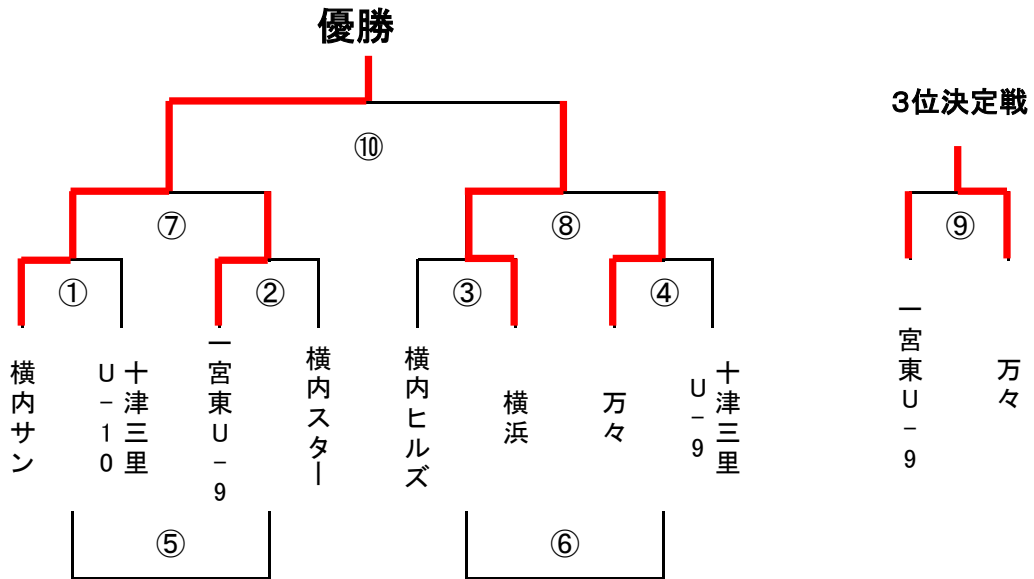 優勝
3位決定戦
⑩
⑦
⑧
⑨
①
②
③
④
横内サン
十津三里
U-10
一宮東U-9
横内スター
横内ヒルズ
横浜
万々
十津三里
U-9
一宮東U-9
万々
⑤
⑥